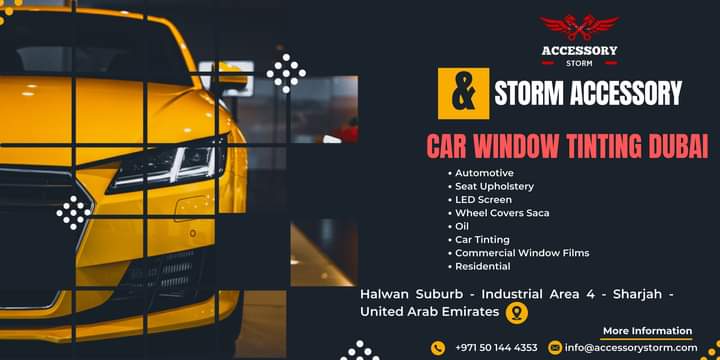 ACCESSORY
STORM
& STORM ACCESSORY
CAR WINDOW TINTING DUBAI
• Automotive
• Seat Upholstery
• LED Screen
• Wheel Covers Saca
• Oil
• Car Tinting
• Commercial Window Films
• Residential
Halwan Suburb - Industrial Area 4 - Sharjah -
United Arab Emirates
More Information
+971 50 144 4353 info@accessorystorm.com